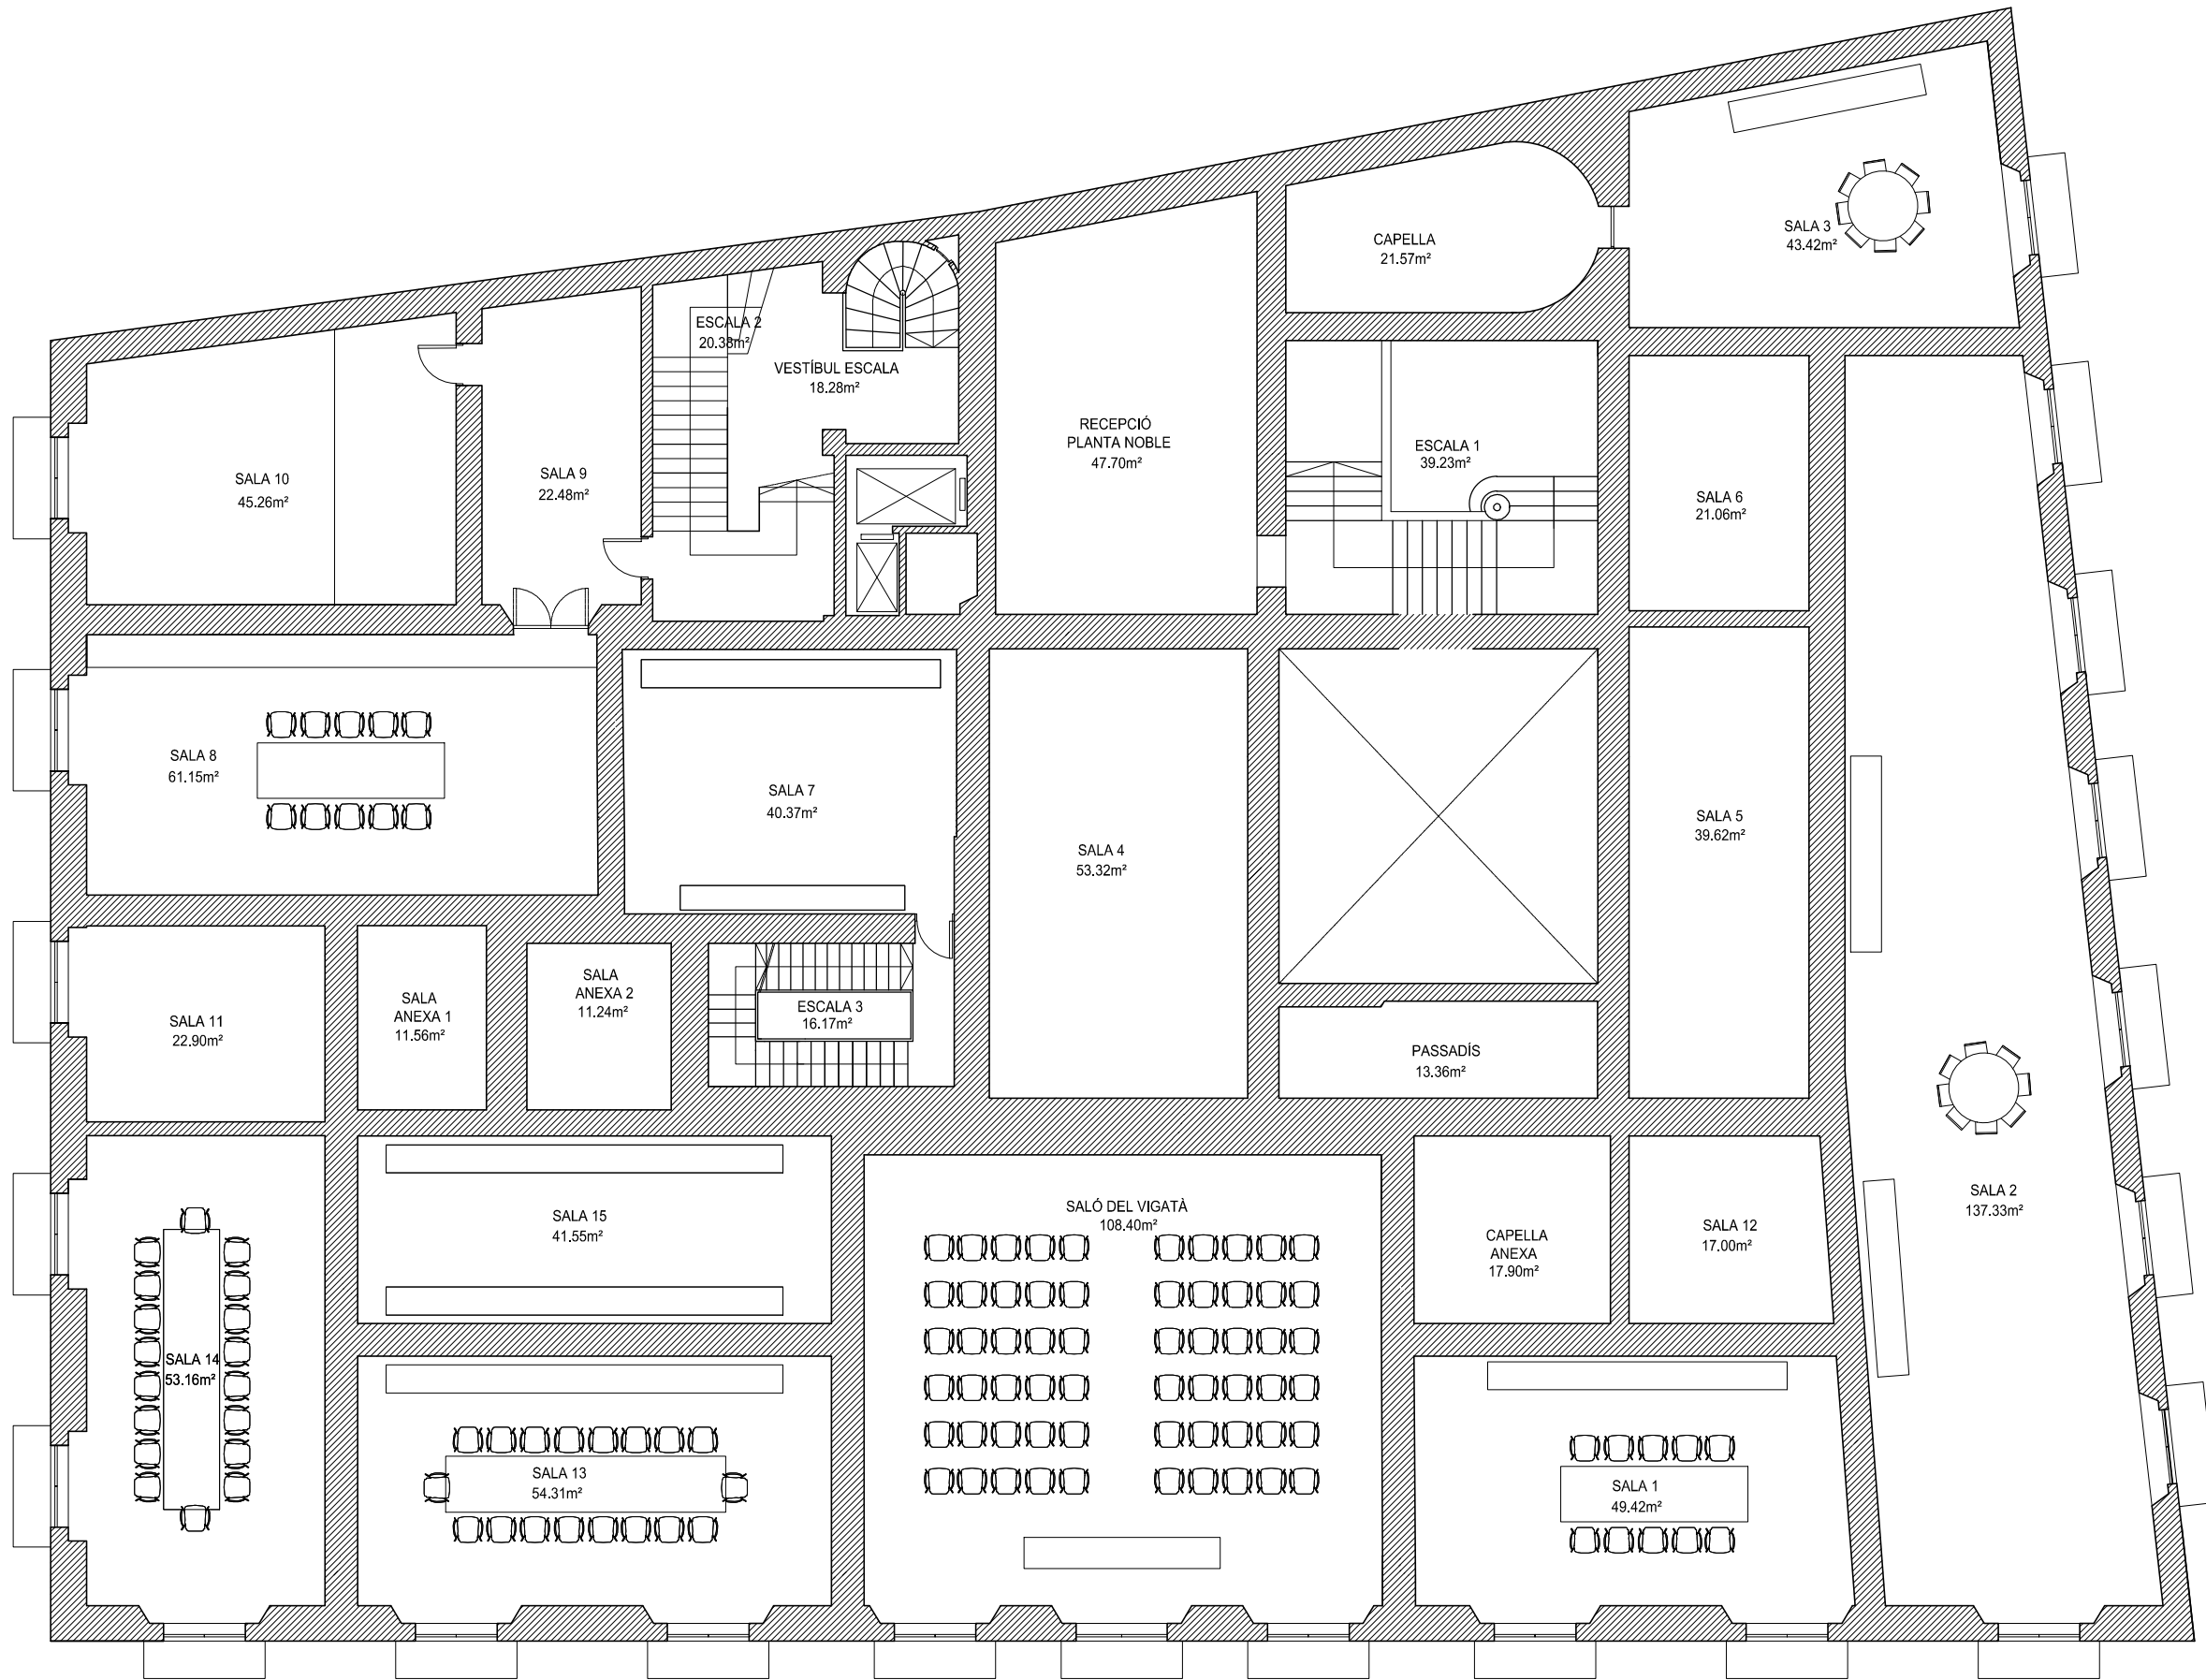 SALA 3
43.42m²
CAPELLA
21.57m²
ESCALA 2
20.38m²
VESTÍBUL ESCALA
18.28m²
RECEPCIÓ
PLANTA NOBLE
47.70m²
ESCALA 1
39.23m²
SALA 10
45.26m²
SALA 9
22.48m²
SALA 6
21.06m²
SALA 8
61.15m²
SALA 7
40.37m²
SALA 4
53.32m²
SALA 5
39.62m²
SALA 11
22.90m²
SALA
ANEXA 1
11.56m²
SALA
ANEXA 2
11.24m²
ESCALA 3
16.17m²
PASSADÍS
13.36m²
SALA 2
137.33m²
SALA 15
41.55m²
SALÓ DEL VIGATÀ
108.40m²
CAPELLA
ANEXA
17.90m²
SALA 12
17.00m²
SALA 14
53.16m²
SALA 13
54.31m²
SALA 1
49.42m²